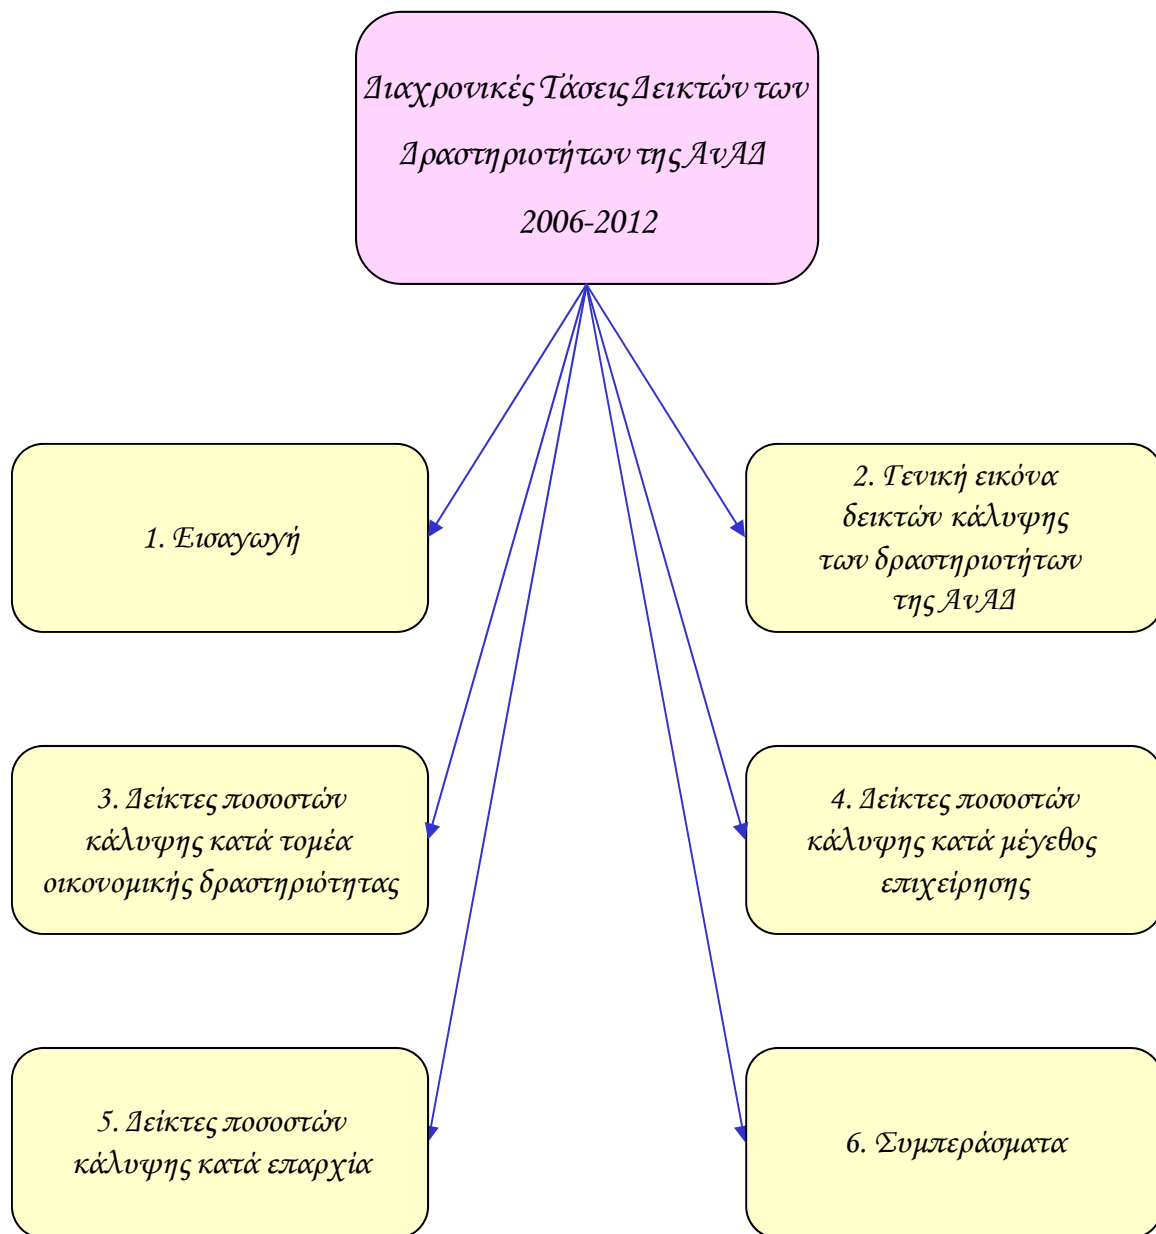 Διαχρονικές Τάσεις Δεικτών των
Δραστηριοτήτων της ΑνΑΔ
2006-2012
1. Εισαγωγή
2. Γενική εικόνα
δεικτών κάλυψης
των δραστηριοτήτων
της ΑνΑΔ
3. Δείκτες ποσοστών
κάλυψης κατά τομέα
οικονομικής δραστηριότητας
4. Δείκτες ποσοστών
κάλυψης κατά μέγεθος
επιχείρησης
5. Δείκτες ποσοστών
κάλυψης κατά επαρχία
6. Συμπεράσματα